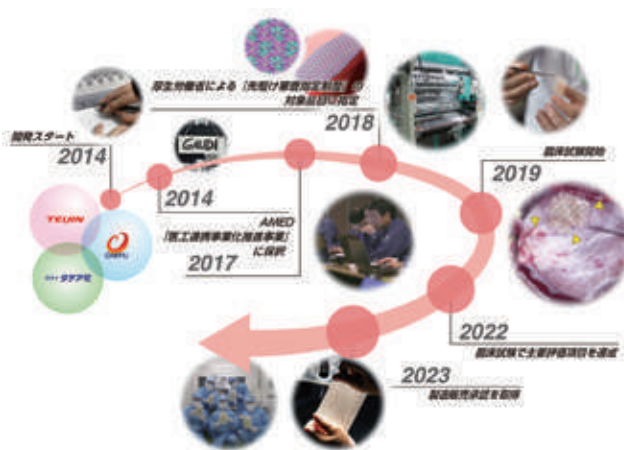 開発スタート
2014
GAUDI
2014
AMED
「医工連携事業化推進事業」
に採択
2017
厚生労働省による「先駆け審査指定制度」の
対象品目に指定
2018
臨床試験開始
2019
2022
臨床試験で主要評価項目を達成
2023
製造販売承認を取得
TEIJIN